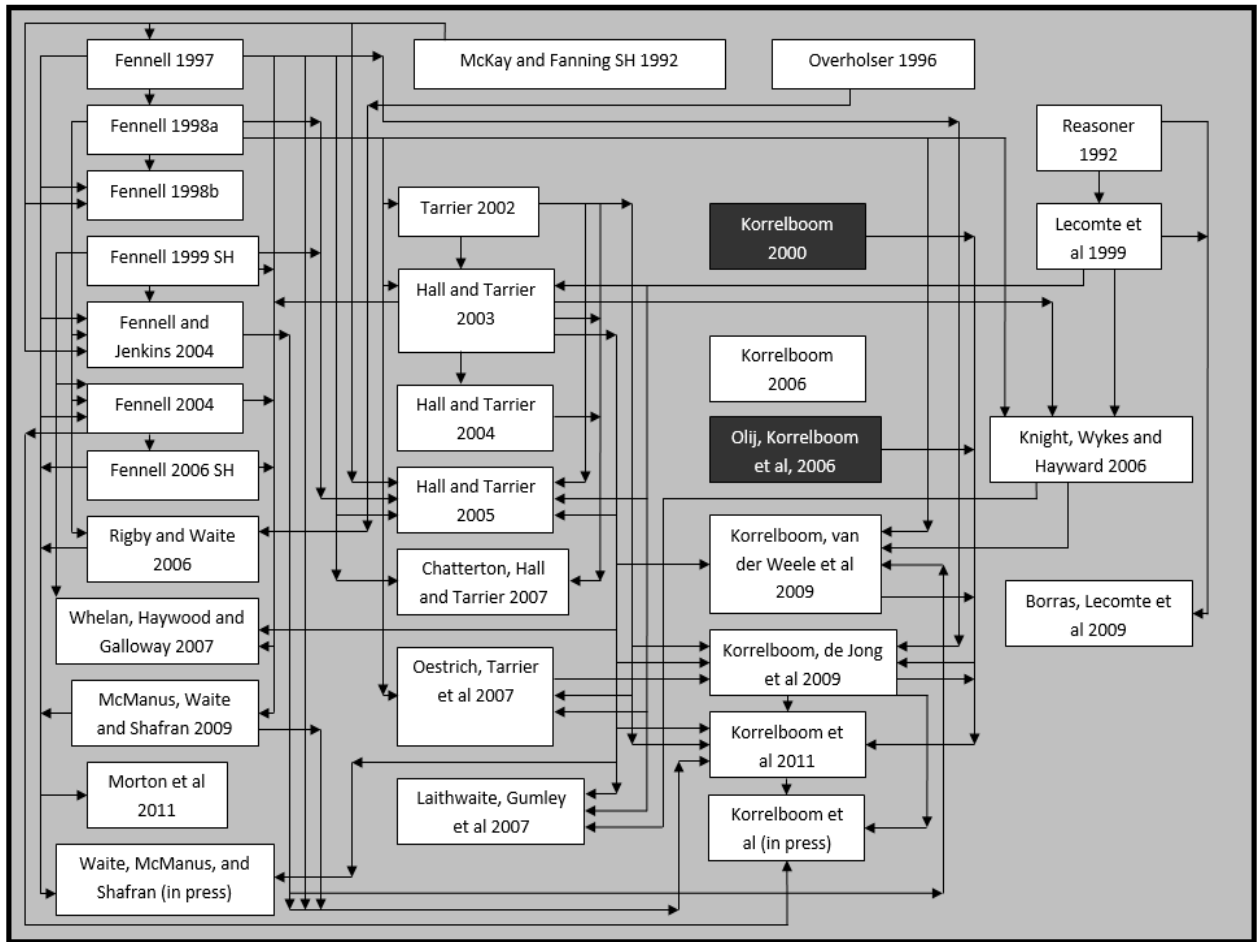 Fennell 1997
McKay and Fanning SH 1992
Overholser 1996
Fennell 1998a
Reasoner
1992
Fennell 1998b
Tarrier 2002
Korrelboom
2000
Lecomte et
al 1999
Fennell 1999 SH
Hall and Tarrier
2003
Fennell and
Jenkins 2004
Korrelboom
2006
Fennell 2004
Hall and Tarrier
2004
Olij, Korrelboom
et al, 2006
Knight, Wykes and
Hayward 2006
Fennell 2006 SH
Hall and Tarrier
2005
Rigby and Waite
2006
Korrelboom, van
der Weele et al
2009
Chatterton, Hall
and Tarrier 2007
Borras, Lecomte et
al 2009
Whelan, Haywood and
Galloway 2007
Oestrich, Tarrier
et al 2007
Korrelboom, de Jong
et al 2009
McManus, Waite
and Shafran 2009
Korrelboom et
al 2011
Morton et al
2011
Laithwaite, Gumley
et al 2007
Korrelboom et
al (in press)
Waite, McManus, and
Shafran (in press)